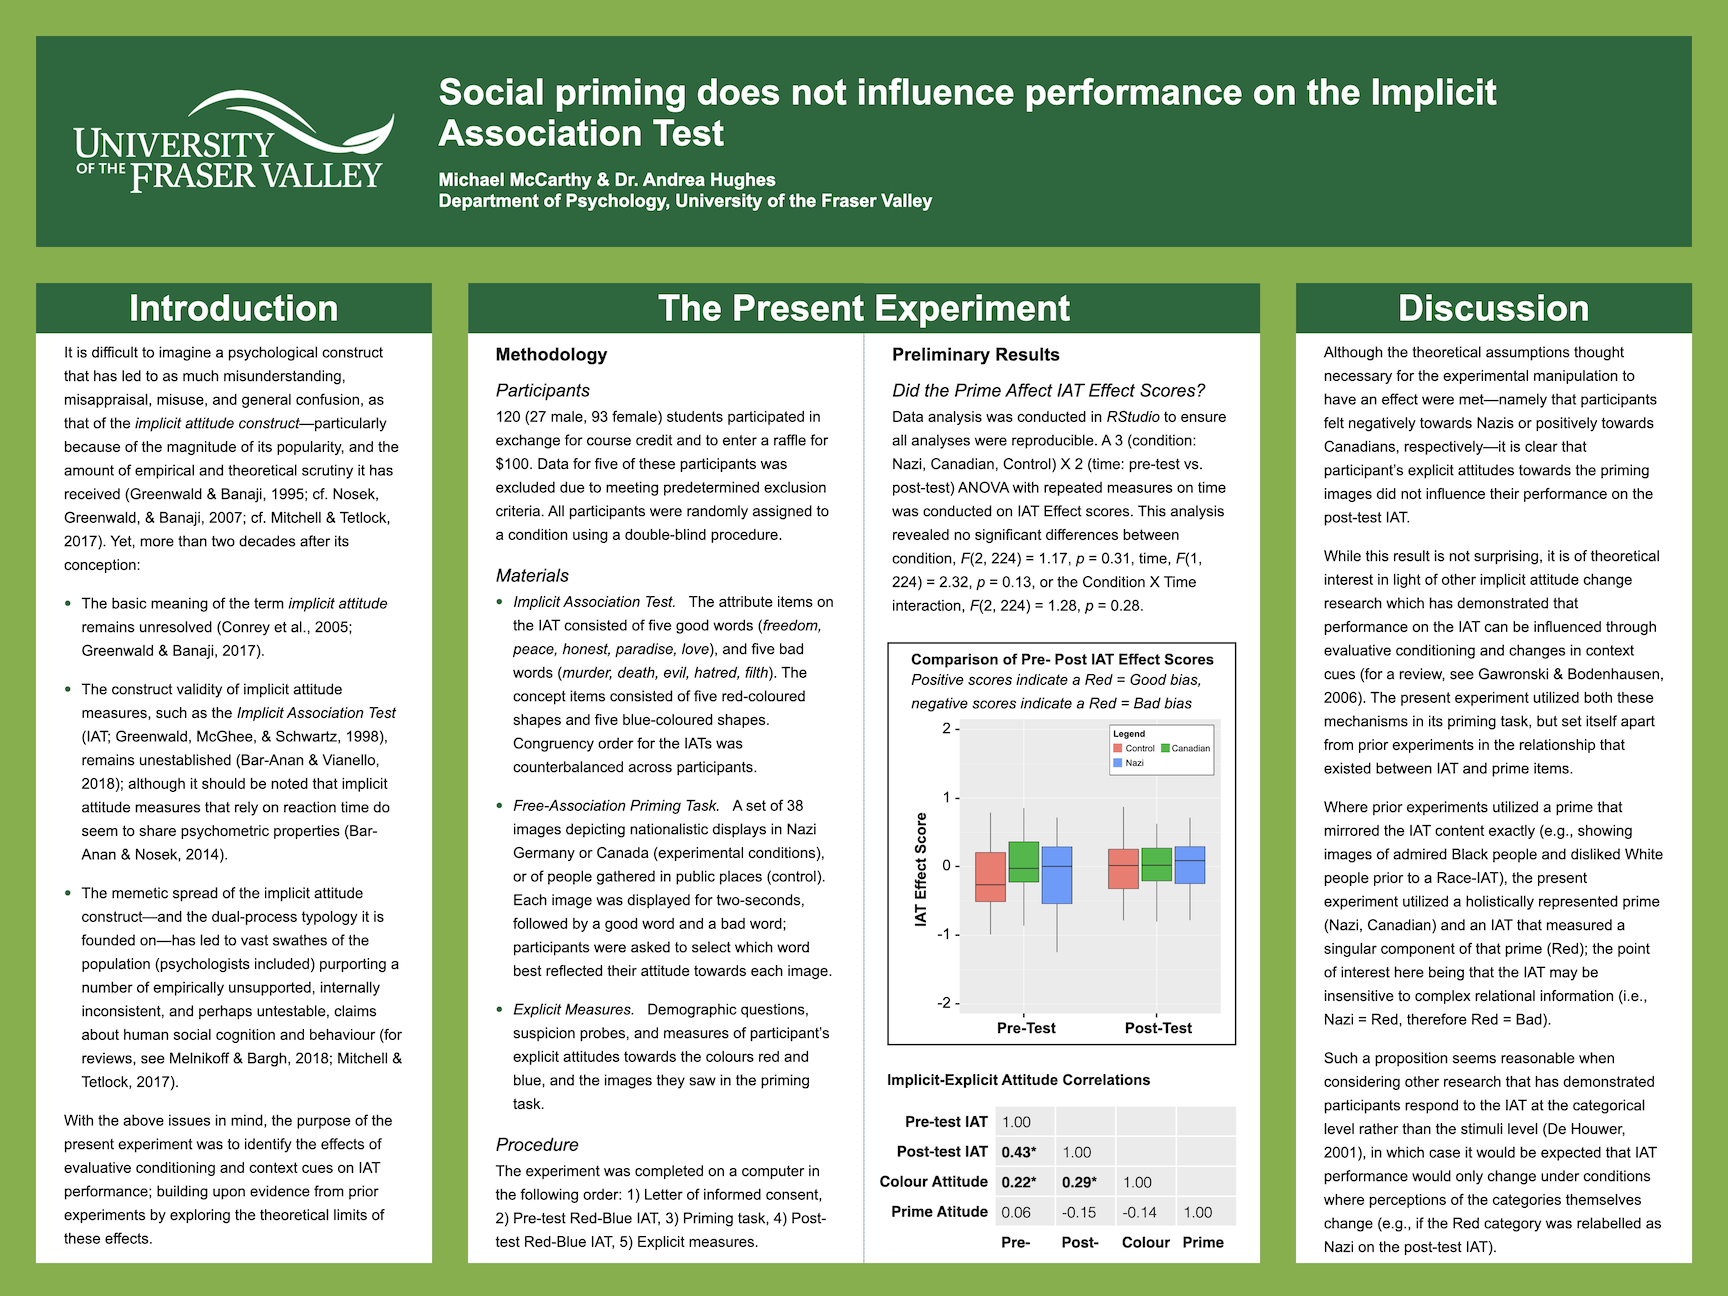 UNIVERSITY
OF THE
FRASER VALLEY
Social priming does not influence performance on the Implicit
Association Test
Michael McCarthy & Dr. Andrea Hughes
Department of Psychology, University of the Fraser Valley
Introduction
It is difficult to imagine a psychological construct
that has led to as much misunderstanding,
misappraisal, misuse, and general confusion, as
that of the implicit attitude construct—particularly
because of the magnitude of its popularity, and the
amount of empirical and theoretical scrutiny it has
received (Greenwald & Banaji, 1995; cf. Nosek,
Greenwald, & Banaji, 2007; cf. Mitchell & Tetlock,
2017). Yet, more than two decades after its
conception:
• The basic meaning of the term implicit attitude
remains unresolved (Conrey et al., 2005;
Greenwald & Banaji, 2017).
• The construct validity of implicit attitude
measures, such as the Implicit Association Test
(IAT; Greenwald, McGhee, & Schwartz, 1998),
remains unestablished (Bar-Anan & Vianello,
2018); although it should be noted that implicit
attitude measures that rely on reaction time do
seem to share psychometric properties (Bar-
Anan & Nosek, 2014).
• The memetic spread of the implicit attitude
construct—and the dual-process typology it is
founded on—has led to vast swathes of the
population (psychologists included) purporting a
number of empirically unsupported, internally
inconsistent, and perhaps untestable, claims
about human social cognition and behaviour (for
reviews, see Melnikoff & Bargh, 2018; Mitchell &
Tetlock, 2017).
With the above issues in mind, the purpose of the
present experiment was to identify the effects of
evaluative conditioning and context cues on IAT
performance; building upon evidence from prior
experiments by exploring the theoretical limits of
these effects.
The Present Experiment
Methodology
Participants
120 (27 male, 93 female) students participated in
exchange for course credit and to enter a raffle for
$100. Data for five of these participants was
excluded due to meeting predetermined exclusion
criteria. All participants were randomly assigned to
a condition using a double-blind procedure.
Materials
• Implicit Association Test. The attribute items on
the IAT consisted of five good words (freedom,
peace, honest, paradise, love), and five bad
words (murder, death, evil, hatred, filth). The
concept items consisted of five red-coloured
shapes and five blue-coloured shapes.
Congruency order for the IATs was
counterbalanced across participants.
• Free-Association Priming Task. A set of 38
images depicting nationalistic displays in Nazi
Germany or Canada (experimental conditions),
or of people gathered in public places (control).
Each image was displayed for two-seconds,
followed by a good word and a bad word;
participants were asked to select which word
best reflected their attitude towards each image.
• Explicit Measures. Demographic questions,
suspicion probes, and measures of participant's
explicit attitudes towards the colours red and
blue, and the images they saw in the priming
task.
Procedure
The experiment was completed on a computer in
the following order: 1) Letter of informed consent,
2) Pre-test Red-Blue IAT, 3) Priming task, 4) Post-
test Red-Blue IAT, 5) Explicit measures.
Preliminary Results
Did the Prime Affect IAT Effect Scores?
Data analysis was conducted in RStudio to ensure
all analyses were reproducible. A 3 (condition:
Nazi, Canadian, Control) X 2 (time: pre-test vs.
post-test) ANOVA with repeated measures on time
was conducted on IAT Effect scores. This analysis
revealed no significant differences between
condition, F(2, 224) = 1.17, p = 0.31, time, F(1,
224) = 2.32, p = 0.13, or the Condition X Time
interaction, F(2, 224) = 1.28, p = 0.28.
Comparison of Pre- Post IAT Effect Scores
Positive scores indicate a Red = Good bias,
negative scores indicate a Red = Bad bias
Legend
Control Canadian
Nazi
IAT Effect Score
2
1
0
-1
-2
Pre-Test Post-Test
Implicit-Explicit Attitude Correlations
Pre-test IAT 1.00
Post-test IAT 0.43* 1.00
Colour Attitude 0.22* 0.29* 1.00
Prime Atitude 0.06 -0.15 -0.14 1.00
Pre- Post- Colour Prime
Discussion
Although the theoretical assumptions thought
necessary for the experimental manipulation to
have an effect were met—namely that participants
felt negatively towards Nazis or positively towards
Canadians, respectively—it is clear that
participant's explicit attitudes towards the priming
images did not influence their performance on the
post-test IAT.
While this result is not surprising, it is of theoretical
interest in light of other implicit attitude change
research which has demonstrated that
performance on the IAT can be influenced through
evaluative conditioning and changes in context
cues (for a review, see Gawronski & Bodenhausen,
2006). The present experiment utilized both these
mechanisms in its priming task, but set itself apart
from prior experiments in the relationship that
existed between IAT and prime items.
Where prior experiments utilized a prime that
mirrored the IAT content exactly (e.g., showing
images of admired Black people and disliked White
people prior to a Race-IAT), the present
experiment utilized a holistically represented prime
(Nazi, Canadian) and an IAT that measured a
singular component of that prime (Red); the point
of interest here being that the IAT may be
insensitive to complex relational information (i.e.,
Nazi = Red, therefore Red = Bad).
Such a proposition seems reasonable when
considering other research that has demonstrated
participants respond to the IAT at the categorical
level rather than the stimuli level (De Houwer,
2001), in which case it would be expected that IAT
performance would only change under conditions
where perceptions of the categories themselves
change (e.g., if the Red category was relabelled as
Nazi on the post-test IAT).